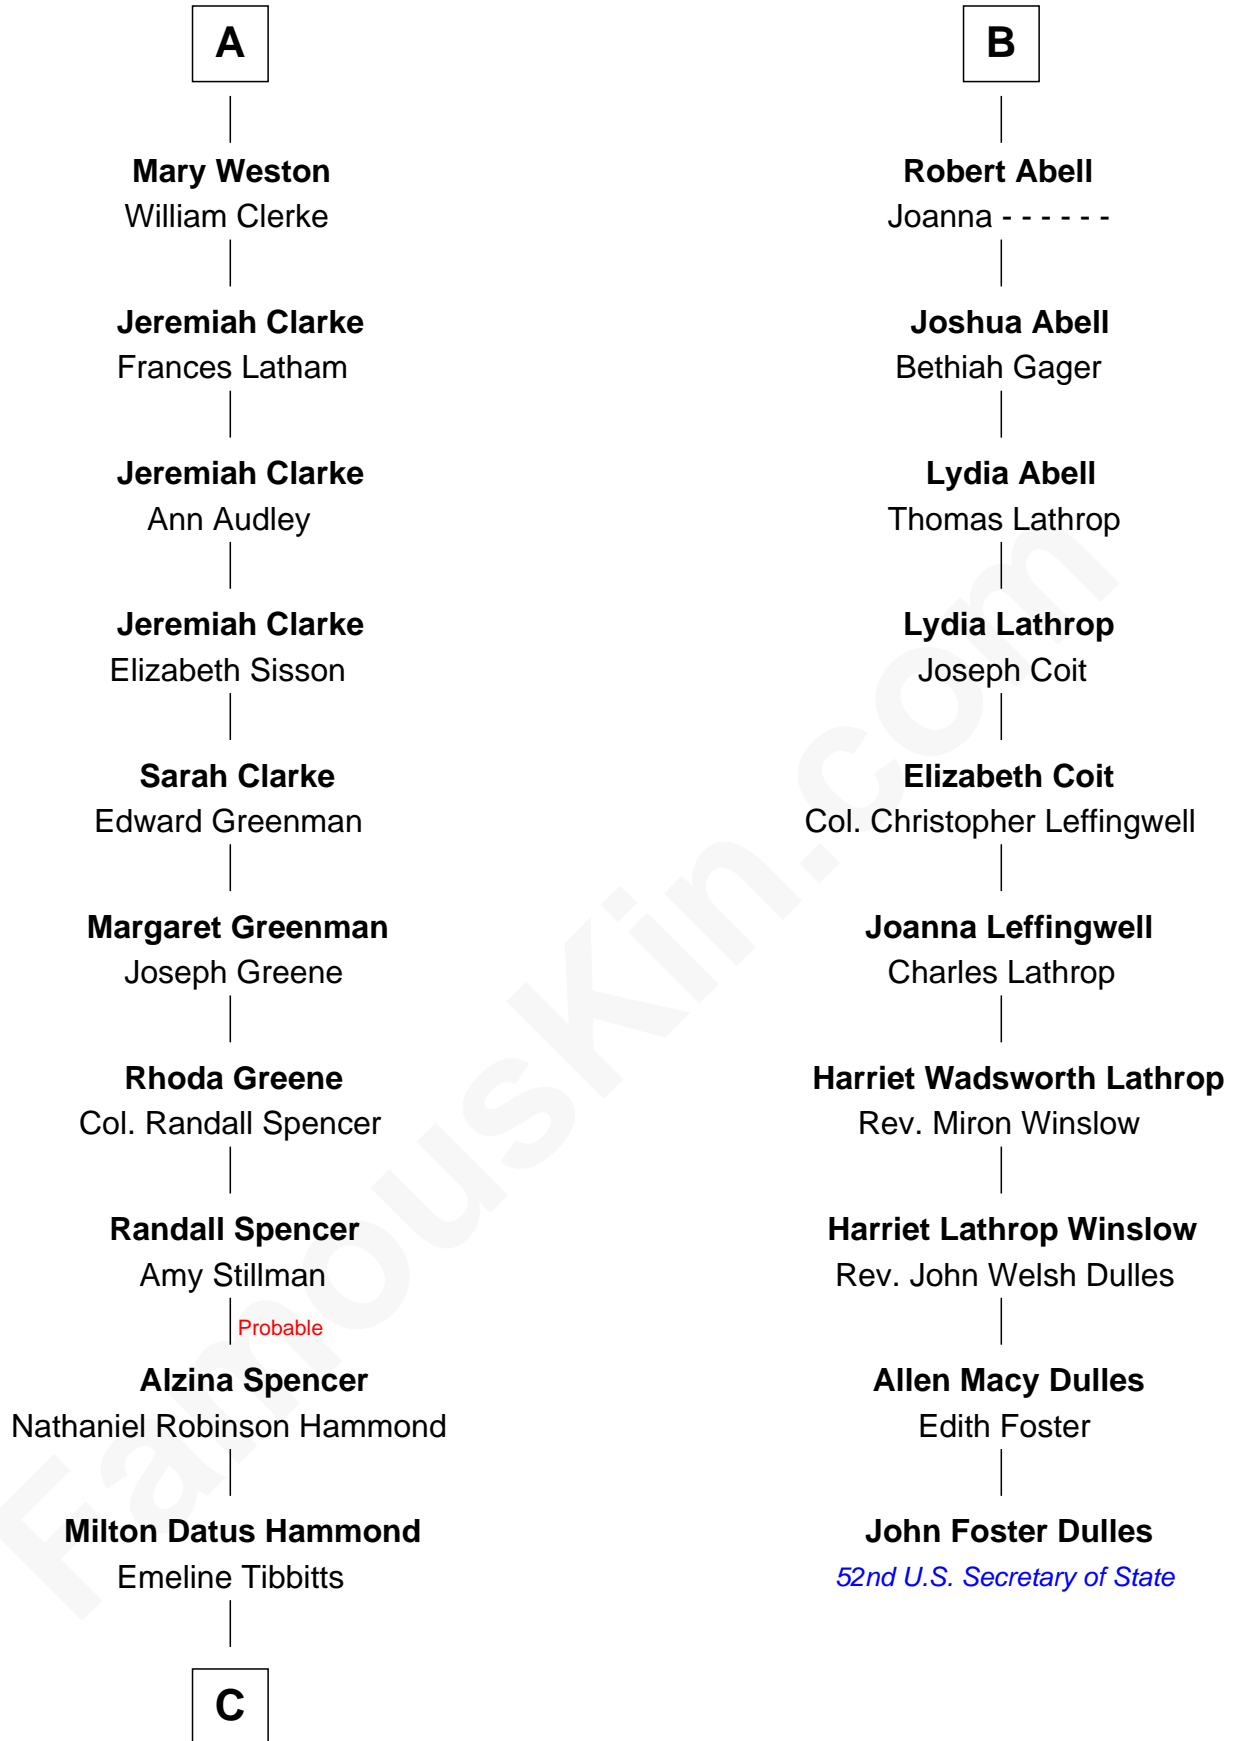 A
Mary Weston
William Clerke
Jeremiah Clarke
Frances Latham
Jeremiah Clarke
Ann Audley
Jeremiah Clarke
Elizabeth Sisson
Sarah Clarke
Edward Greenman
Margaret Greenman
Joseph Greene
Rhoda Greene
Col. Randall Spencer
Randall Spencer
Amy Stillman
Probable
Alzina Spencer
Nathaniel Robinson Hammond
Milton Datus Hammond
Emeline Tibbitts
C
B
Robert Abell
Joanna - - - - - -
Joshua Abell
Bethiah Gager
Lydia Abell
Thomas Lathrop
Lydia Lathrop
Joseph Coit
Elizabeth Coit
Col. Christopher Leffingwell
Joanna Leffingwell
Charles Lathrop
Harriet Wadsworth Lathrop
Rev. Miron Winslow
Harriet Lathrop Winslow
Rev. John Welsh Dulles
Allen Macy Dulles
Edith Foster
John Foster Dulles
52nd U.S. Secretary of State
FamousKin.com